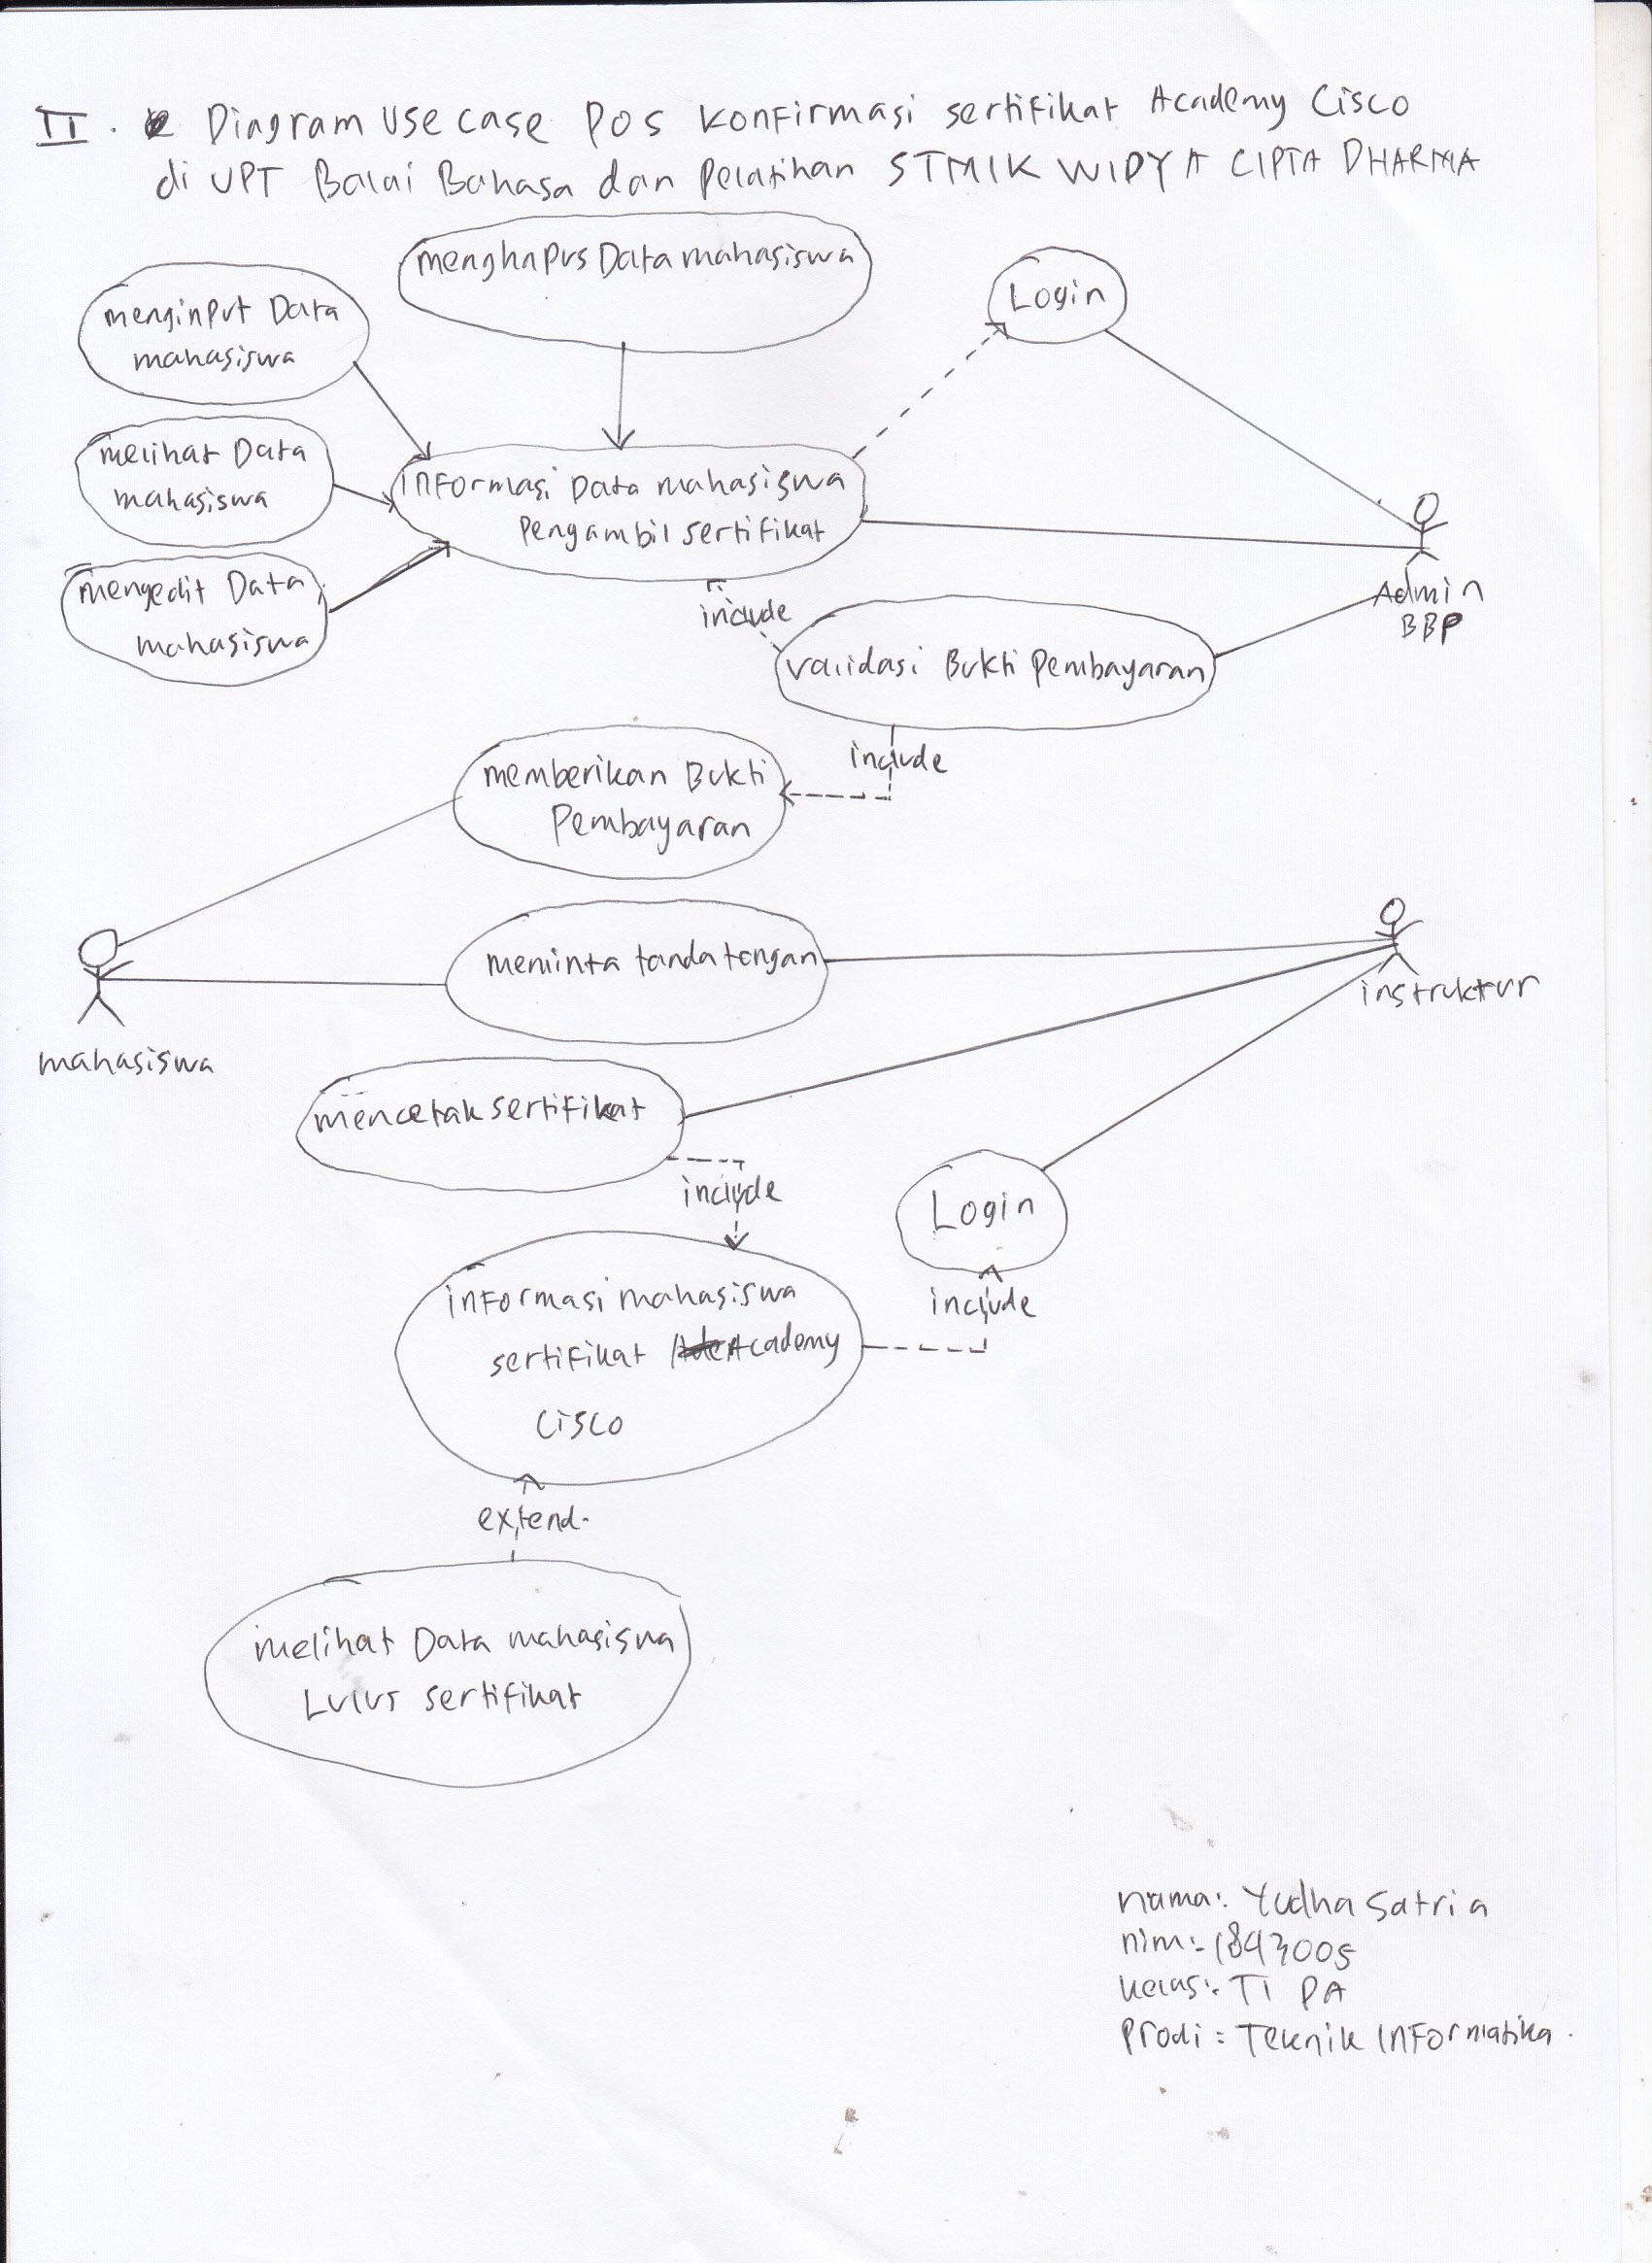 II. Diagram Use case Pos Konfirmasi sertifikat Academy Cisco
di UPT Balai Bahasa dan Pelatihan STMIK WIDYA CIPTA DHARMA
menghapus Data mahasiswa
Login
menginput Data
mahasiswa
melihat Data
mahasiswa
informasi Data mahasiswa
Pengambil sertifikat
mengedit Data
mahasiswa
include
Admin
BBP
validasi Bukti Pembayaran
include
memberikan Bukti
Pembayaran
meminta tanda tangan
instruktur
mahasiswa
mencetak sertifikat
include
Login
include
informasi mahasiswa
sertifikat Academy
Cisco
extend.
melihat Data mahasiswa
Lulus sertifikat
nama: Yudha Satria
nim: 1843005
kelas: TI PA
Prodi: Teknik Informatika.